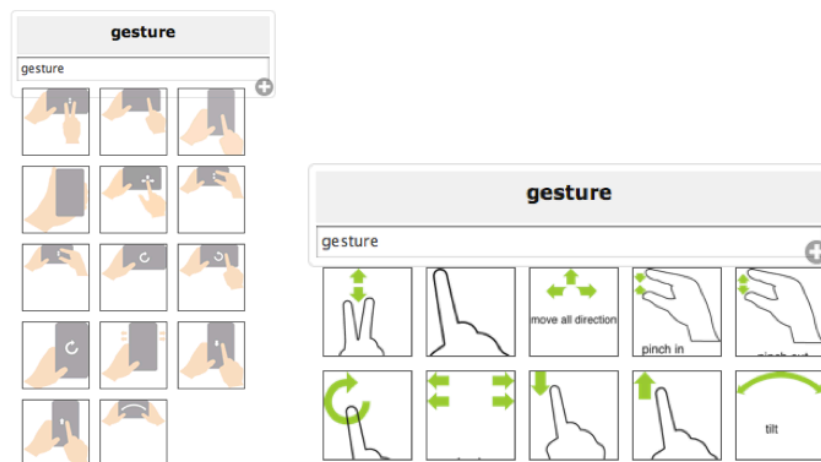 gesture
gesture
gesture
gesture
move all direction
pinch in
tilt